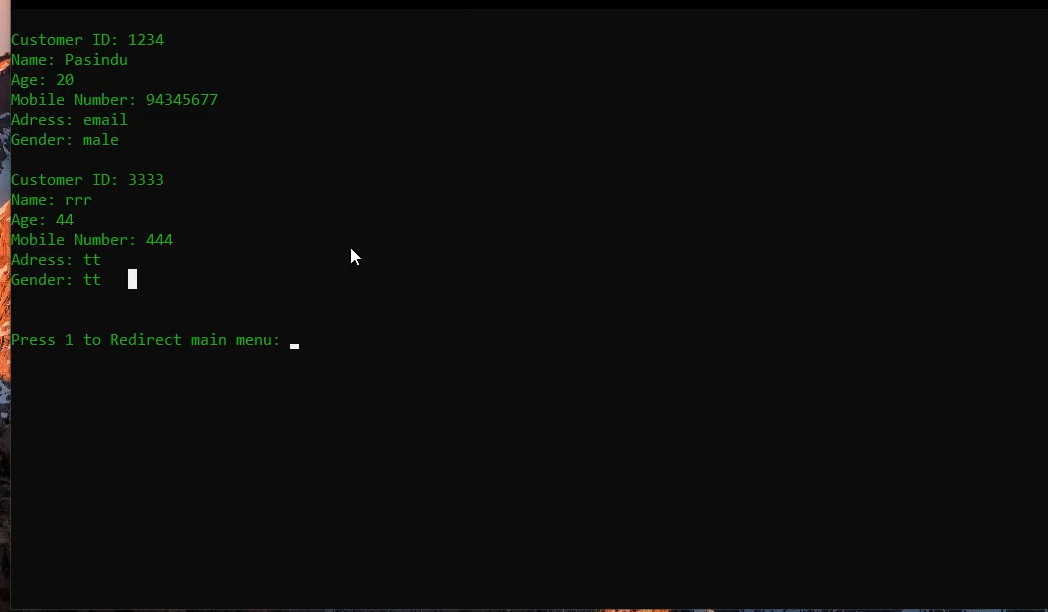 Customer ID: 1234
Name: Pasindu
Age: 20
Mobile Number: 94345677
Adress: email
Gender: male
Customer ID: 3333
Name: rrr
Age: 44
Mobile Number: 444
Adress: tt
Gender: tt
Press 1 to Redirect main menu: